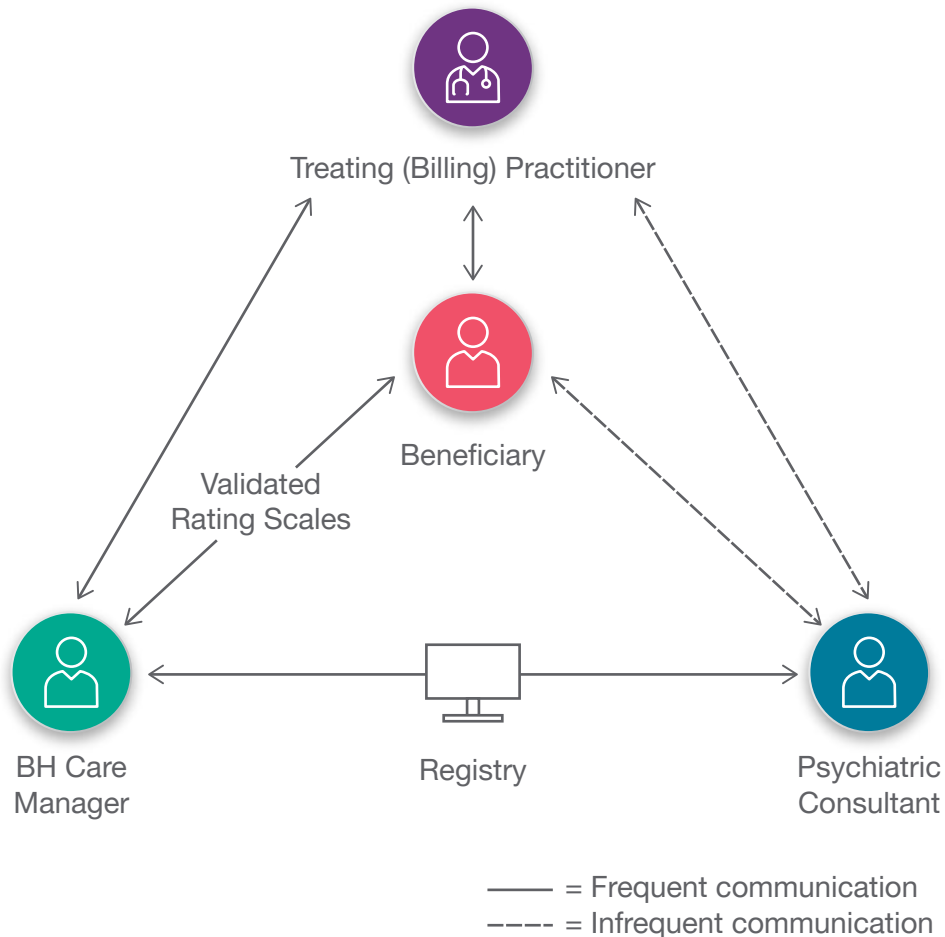 Treating (Billing) Practitioner
Beneficiary
Validated
Rating Scales
BH Care
Manager
Registry
Psychiatric
Consultant
= Frequent communication
= Infrequent communication